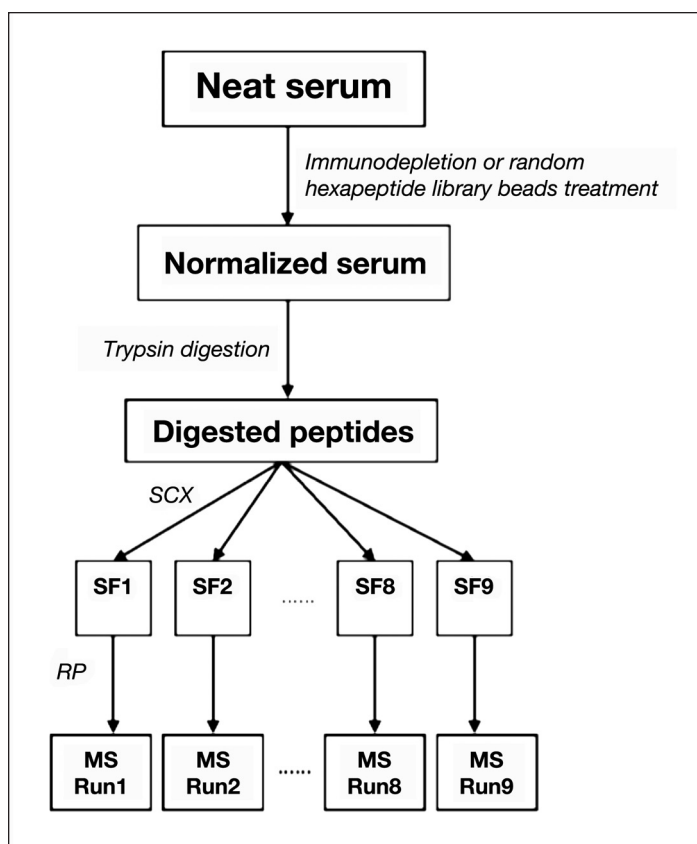 Neat serum
Immunodepletion or random
hexapeptide library beads treatment
Normalized serum
Trypsin digestion
Digested peptides
SCX
SF1 SF2 ...... SF8 SF9
RP
MS MS MS MS
Run1 Run2 ...... Run8 Run9